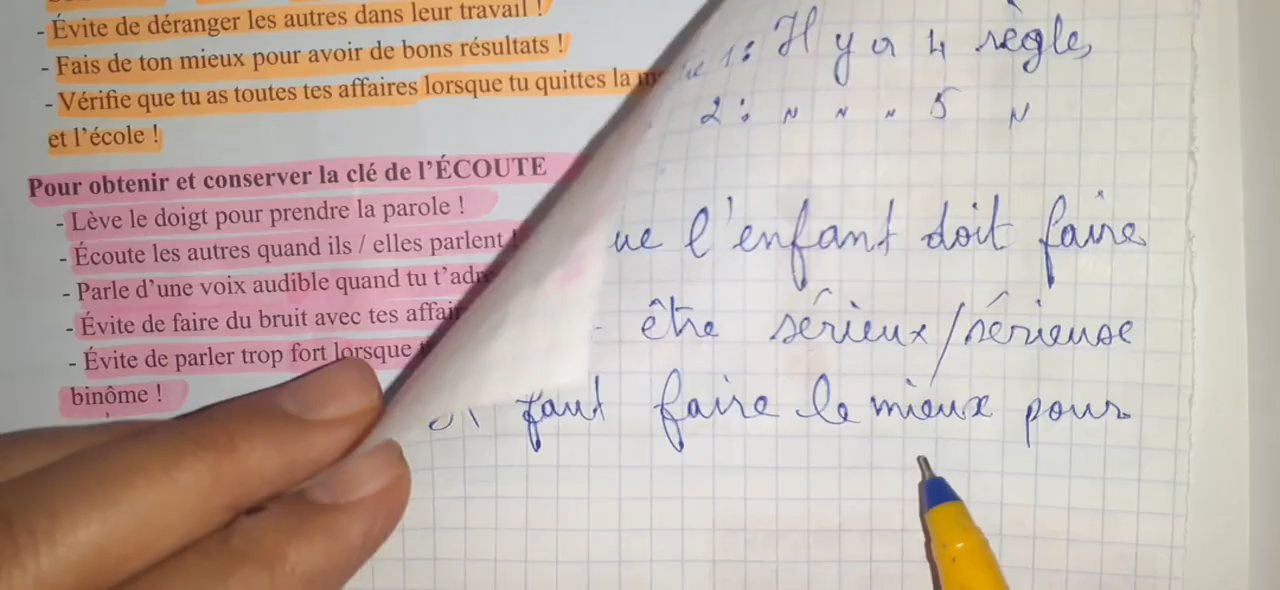 - Évite de déranger les autres dans leur travail !
- Fais de ton mieux pour avoir de bons résultats !
- Vérifie que tu as toutes tes affaires lorsque tu quittes la
et l'école !
Pour obtenir et conserver la clé de l'ÉCOUTE
- Lève le doigt pour prendre la parole !
- Écoute les autres quand ils / elles parlent !
- Parle d'une voix audible quand tu
- Évite de faire du bruit avec tes
- Évite de parler trop fort lorsque
binôme !
1 : Il y a 4 règles
2 : " " " 5 "
l'enfant doit faire
- être sérieux/sérieuse
faut faire le mieux pour